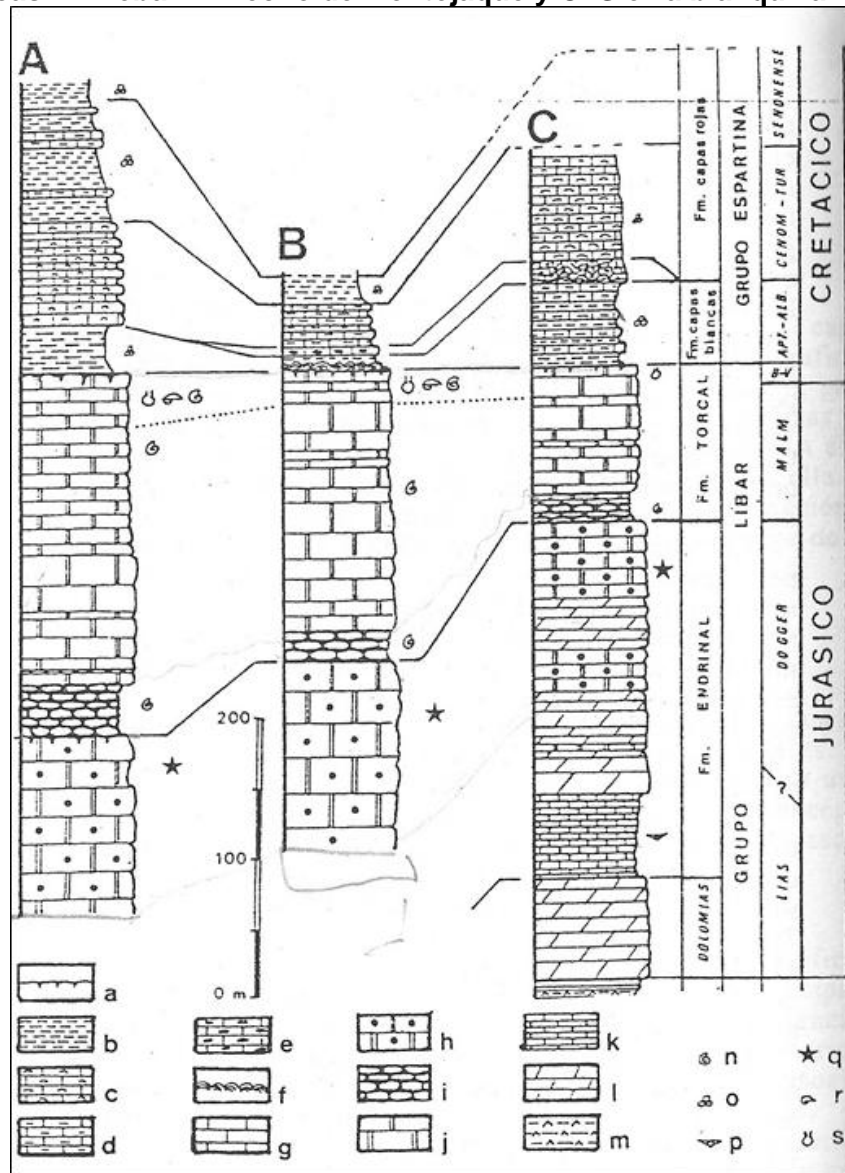 A
B
C
Fm. capas rojas
Fm. capas
blancas
GRUPO ESPARTINA
SENONENSE
CENOM-TUR
APT.-ALB.
B-V
CRETACICO
Fm. TORCAL
Fm. ENDRINAL
DOLOMIAS
GRUPO LIBAR
MALM
DOGGER
?
LIAS
JURASICO
200
100
0 m
a
b
c
d
e
f
g
h
i
j
k
l
m
n
o
p
q
r
s